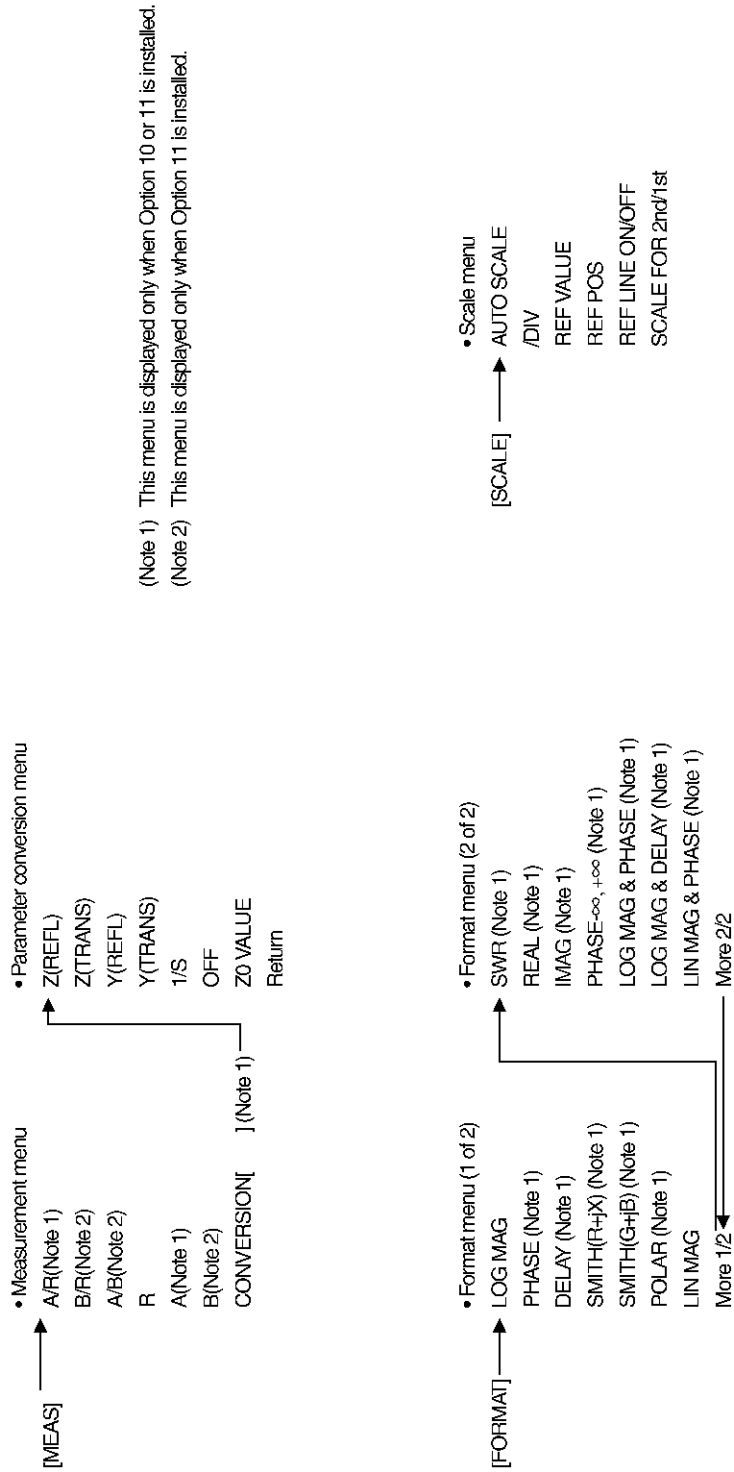 [MEAS]
• Measurement menu
A/R(Note 1)
B/R(Note 2)
A/B(Note 2)
R
A(Note 1)
B(Note 2)
CONVERSION[ ] (Note 1)
• Parameter conversion menu
Z(REFL)
Z(TRANS)
Y(REFL)
Y(TRANS)
1/S
OFF
Z0 VALUE
Return
(Note 1) This menu is displayed only when Option 10 or 11 is installed.
(Note 2) This menu is displayed only when Option 11 is installed.
[FORMAT]
• Format menu (1 of 2)
LOG MAG
PHASE (Note 1)
DELAY (Note 1)
SMITH(R+jX) (Note 1)
SMITH(G+jB) (Note 1)
POLAR (Note 1)
LIN MAG
More 1/2
• Format menu (2 of 2)
SWR (Note 1)
REAL (Note 1)
IMAG (Note 1)
PHASE-∞, +∞ (Note 1)
LOG MAG & PHASE (Note 1)
LOG MAG & DELAY (Note 1)
LIN MAG & PHASE (Note 1)
More 2/2
[SCALE]
• Scale menu
AUTO SCALE
/DIV
REF VALUE
REF POS
REF LINE ON/OFF
SCALE FOR 2nd/1st